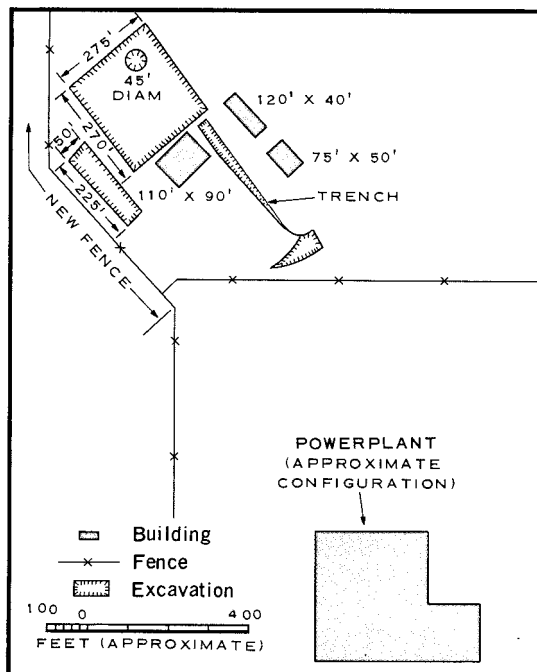 275'
45'
DIAM
120' X 40'
50'
270'
75' X 50'
225'
110' X 90'
TRENCH
NEW FENCE
POWERPLANT
(APPROXIMATE
CONFIGURATION)
Building
Fence
Excavation
100 0 400
FEET (APPROXIMATE)